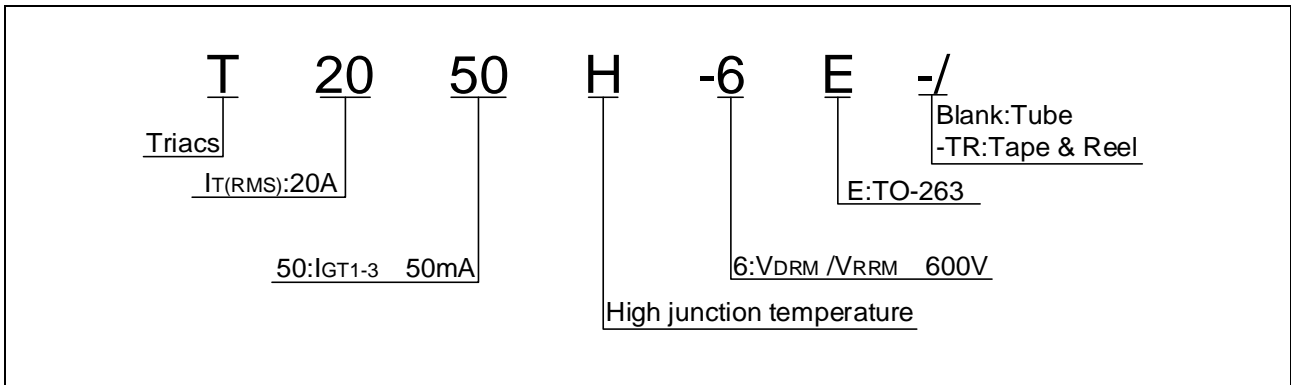 T 20 50 H -6 E -/
Blank:Tube
Triacs
-TR:Tape & Reel
IT(RMS):20A
E:TO-263
50:IGT1-3 50mA
6:VDRM /VRRM 600V
High junction temperature